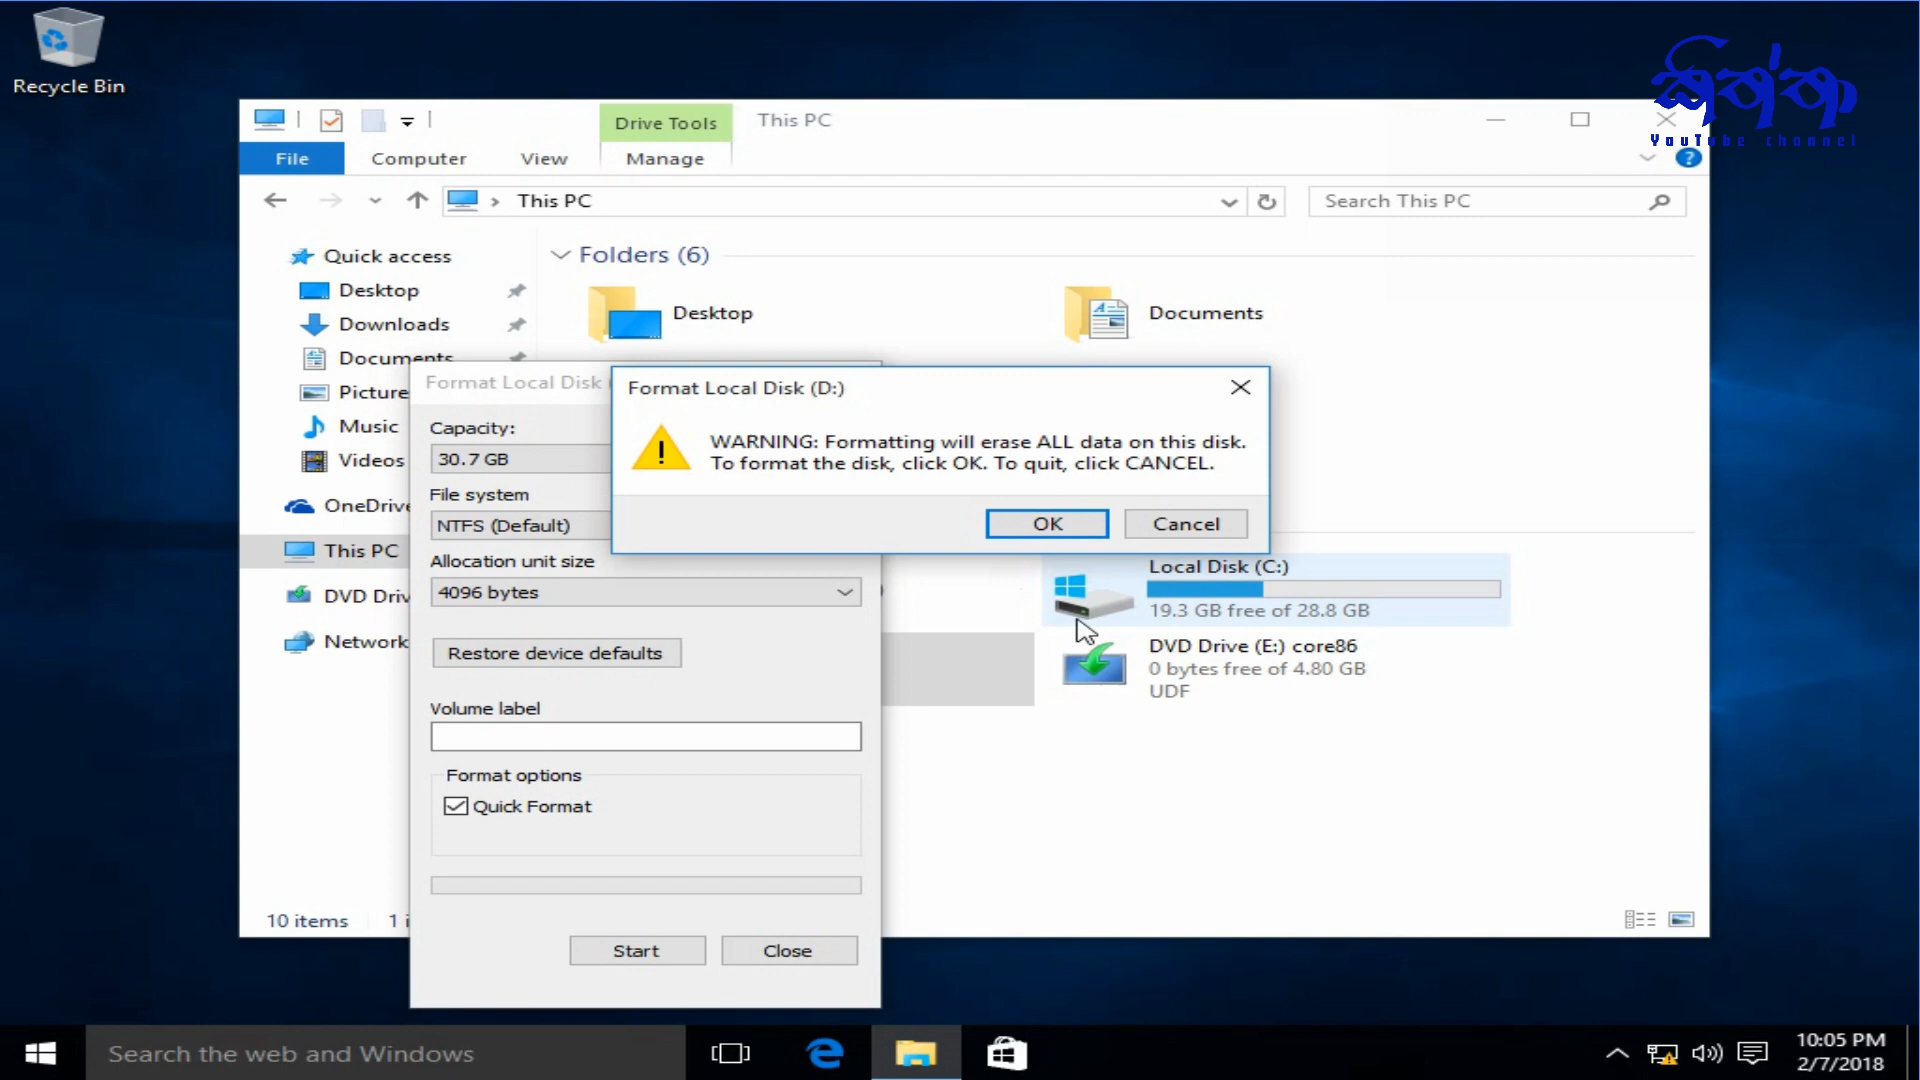 Recycle Bin
YouTube channel
Drive Tools
This PC
File
Computer
View
Manage
This PC
Search This PC
Quick access
Desktop
Downloads
Documents
Picture
Music
Videos
OneDrive
This PC
DVD Driv
Network
Folders (6)
Desktop
Documents
Format Local Disk (
Capacity:
30.7 GB
File system
NTFS (Default)
Allocation unit size
4096 bytes
Restore device defaults
Volume label
Format options
Quick Format
Start
Close
Format Local Disk (D:)
WARNING: Formatting will erase ALL data on this disk.
To format the disk, click OK. To quit, click CANCEL.
OK
Cancel
Local Disk (C:)
19.3 GB free of 28.8 GB
DVD Drive (E:) core86
0 bytes free of 4.80 GB
UDF
10 items
1 i
Search the web and Windows
10:05 PM
2/7/2018